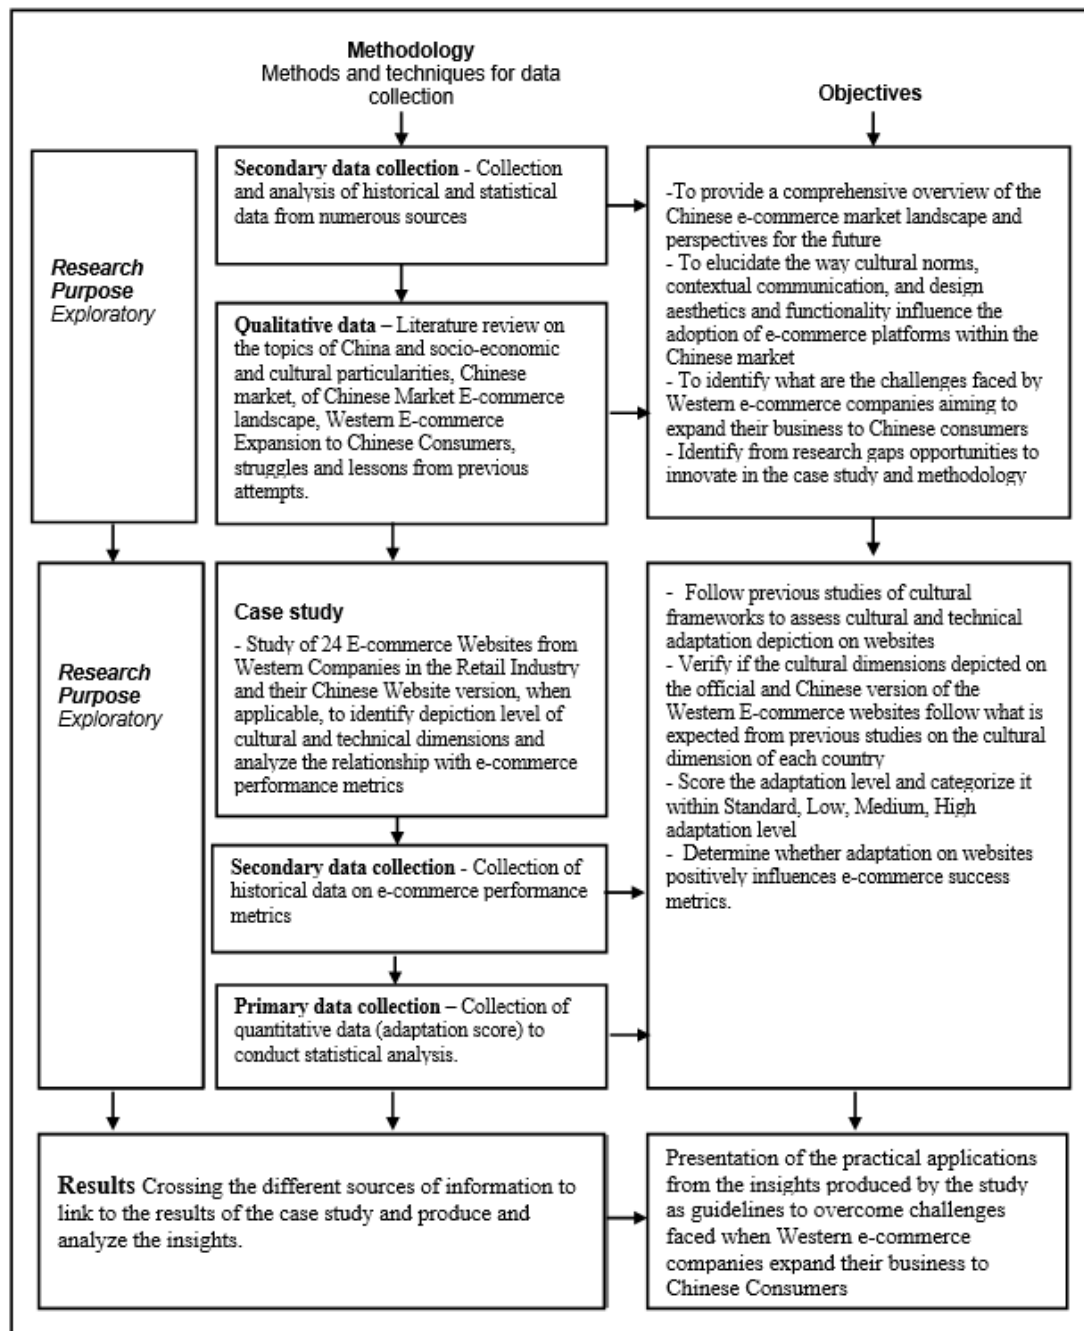 Methodology
Methods and techniques for data
collection
Objectives
Research
Purpose
Exploratory
Secondary data collection - Collection
and analysis of historical and statistical
data from numerous sources
Qualitative data – Literature review on
the topics of China and socio-economic
and cultural particularities, Chinese
market, of Chinese Market E-commerce
landscape, Western E-commerce
Expansion to Chinese Consumers,
struggles and lessons from previous
attempts.
-To provide a comprehensive overview of the
Chinese e-commerce market landscape and
perspectives for the future
- To elucidate the way cultural norms,
contextual communication, and design
aesthetics and functionality influence the
adoption of e-commerce platforms within the
Chinese market
- To identify what are the challenges faced by
Western e-commerce companies aiming to
expand their business to Chinese consumers
- Identify from research gaps opportunities to
innovate in the case study and methodology
Research
Purpose
Exploratory
Case study
- Study of 24 E-commerce Websites from
Western Companies in the Retail Industry
and their Chinese Website version, when
applicable, to identify depiction level of
cultural and technical dimensions and
analyze the relationship with e-commerce
performance metrics
Secondary data collection - Collection of
historical data on e-commerce performance
metrics
Primary data collection – Collection of
quantitative data (adaptation score) to
conduct statistical analysis.
- Follow previous studies of cultural
frameworks to assess cultural and technical
adaptation depiction on websites
- Verify if the cultural dimensions depicted on
the official and Chinese version of the
Western E-commerce websites follow what is
expected from previous studies on the cultural
dimension of each country
- Score the adaptation level and categorize it
within Standard, Low, Medium, High
adaptation level
- Determine whether adaptation on websites
positively influences e-commerce success
metrics.
Results Crossing the different sources of information to
link to the results of the case study and produce and
analyze the insights.
Presentation of the practical applications
from the insights produced by the study
as guidelines to overcome challenges
faced when Western e-commerce
companies expand their business to
Chinese Consumers